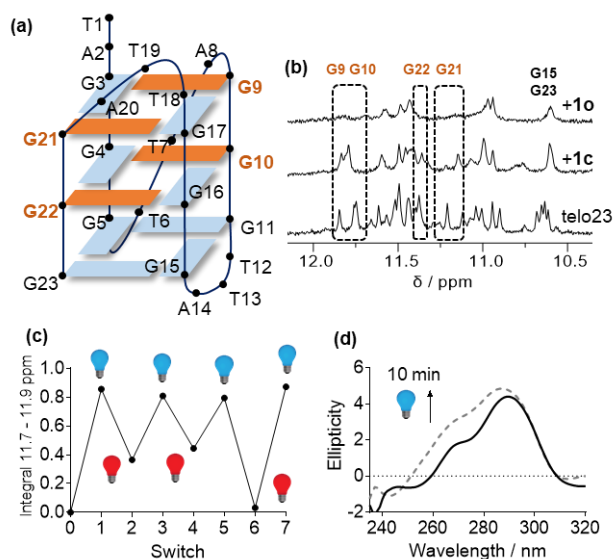 (a)
T1
A2
G3
T19
A8
G9
A20
T18
G21
G4
T7
G17
G10
G22
G5
T6
G16
G11
G23
G15
T12
A14
T13
(b)
G9 G10
G22
G21
G15
G23
+1o
+1c
telo23
12.0 11.5 11.0 10.5
δ / ppm
(c)
Integral 11.7 - 11.9 ppm
1.0
0.8
0.6
0.4
0.2
0.0
0 1 2 3 4 5 6 7
Switch
(d)
10 min
Ellipticity
6
4
2
0
-2
240 260 280 300 320
Wavelength / nm